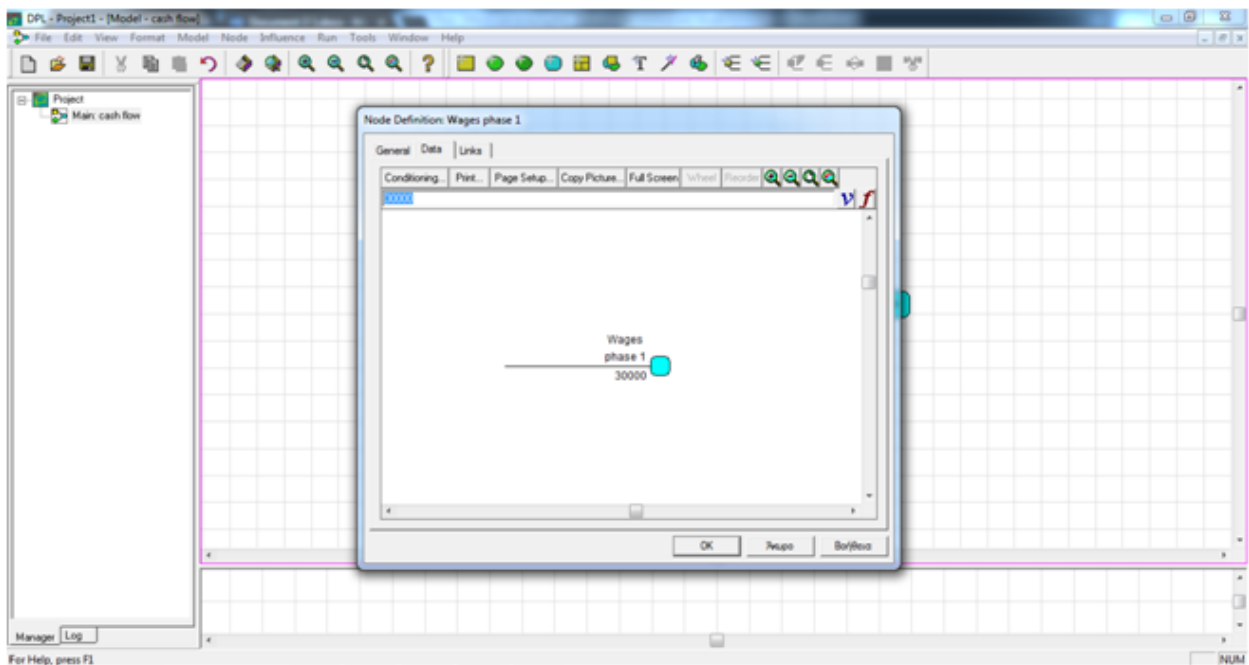 DPL - Project1 - [Model - cash flow]
File Edit View Format Model Node Influence Run Tools Window Help
Project
Main: cash flow
Node Definition: Wages phase 1
General Data Links
Conditioning... Print... Page Setup... Copy Picture... Full Screen Wheel Reorder
30000
Wages
phase 1
30000
OK Άκυρο Βοήθεια
Manager Log
For Help, press F1
NUM